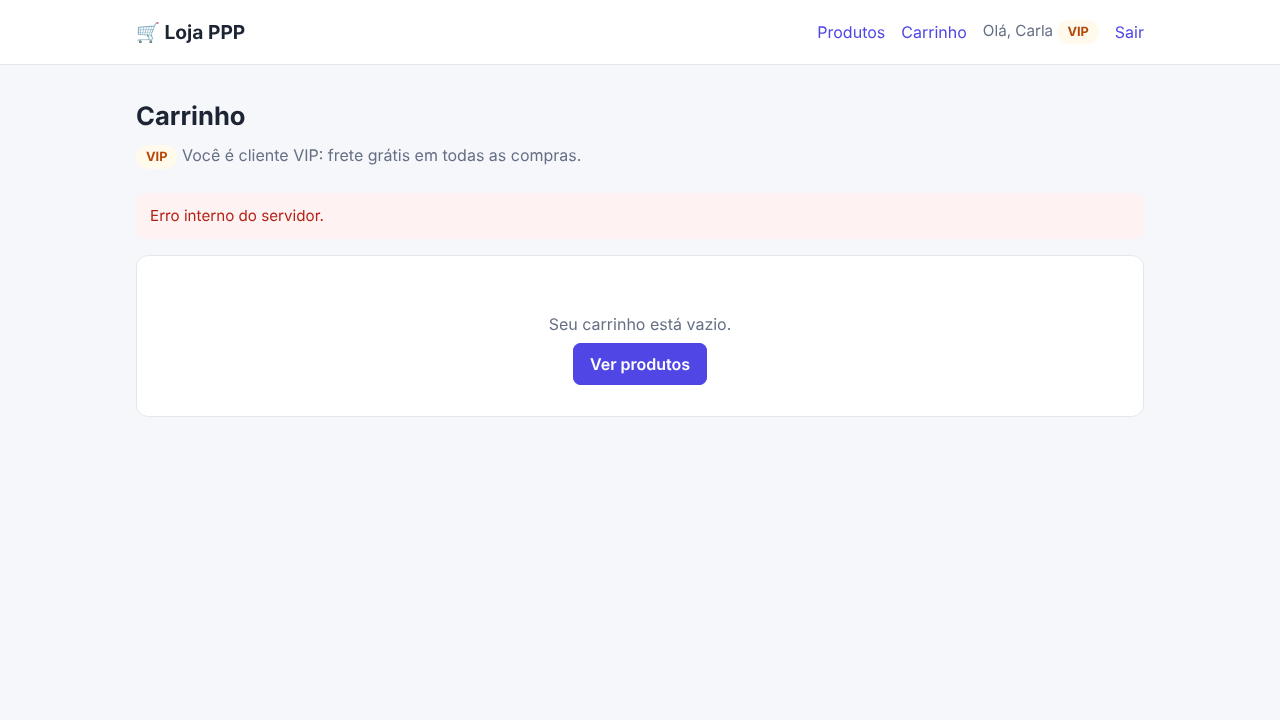 🛒 Loja PPP
Produtos Carrinho Olá, Carla VIP Sair
Carrinho
VIP Você é cliente VIP: frete grátis em todas as compras.
Erro interno do servidor.
Seu carrinho está vazio.
Ver produtos